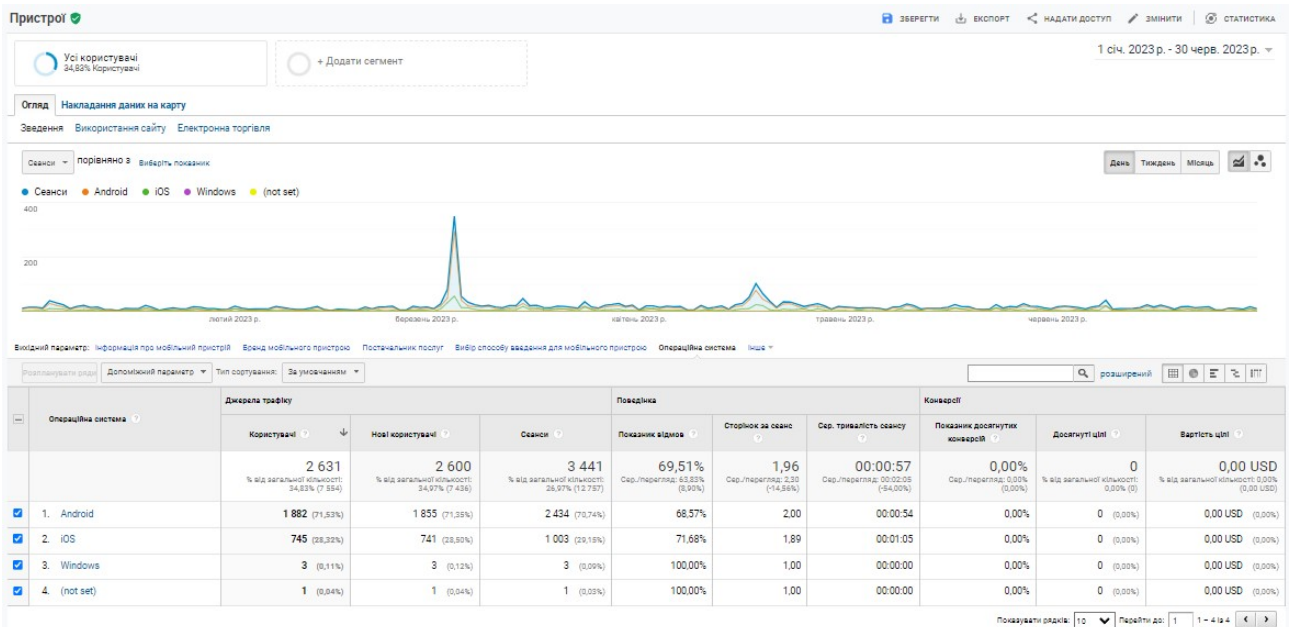 Пристрої
ЗБЕРЕГТИ ЕКСПОРТ НАДАТИ ДОСТУП ЗМІНИТИ СТАТИСТИКА
Усі користувачі
34,83% Користувачі
+ Додати сегмент
1 січ. 2023 р. - 30 черв. 2023 р.
Огляд Накладання даних на карту
Зведення Використання сайту Електронна торгівля
Сеанси порівняно з Виберіть показник
День Тиждень Місяць
Сеанси Android iOS Windows (not set)
400
200
лютий 2023 р. березень 2023 р. квітень 2023 р. травень 2023 р. червень 2023 р.
Вихідний параметр: Інформація про мобільний пристрій Бренд мобільного пристрою Постачальник послуг Вибір способу введення для мобільного пристрою Операційна система Інше
Розпланувати ряди Допоміжний параметр Тип сортування: За умовчанням розширений
Джерела трафіку Поведінка Конверсії
Операційна система
Користувачі Нові користувачі Сеанси Показник відмов Сторінок за сеанс Сер. тривалість сеансу Показник досягнутих конверсій Досягнуті цілі Вартість цілі
2 631 2 600 3 441 69,51% 1,96 00:00:57 0,00% 0 0,00 USD
% від загальної кількості: 34,83% (7 554) % від загальної кількості: 34,97% (7 436) % від загальної кількості: 26,97% (12 757) Сер./перегляд: 63,83% (8,90%) Сер./перегляд: 2,30 (-14,56%) Сер./перегляд: 00:02:05 (-54,00%) Сер./перегляд: 0,00% (0,00%) % від загальної кількості: 0,00% (0) % від загальної кількості: 0,00% (0,00 USD)
1. Android 1 882 (71,53%) 1 855 (71,35%) 2 434 (70,74%) 68,57% 2,00 00:00:54 0,00% 0 (0,00%) 0,00 USD (0,00%)
2. iOS 745 (28,32%) 741 (28,50%) 1 003 (29,15%) 71,68% 1,89 00:01:05 0,00% 0 (0,00%) 0,00 USD (0,00%)
3. Windows 3 (0,11%) 3 (0,12%) 3 (0,09%) 100,00% 1,00 00:00:00 0,00% 0 (0,00%) 0,00 USD (0,00%)
4. (not set) 1 (0,04%) 1 (0,04%) 1 (0,03%) 100,00% 1,00 00:00:00 0,00% 0 (0,00%) 0,00 USD (0,00%)
Показувати рядків: 10 Перейти до: 1 1 – 4 із 4